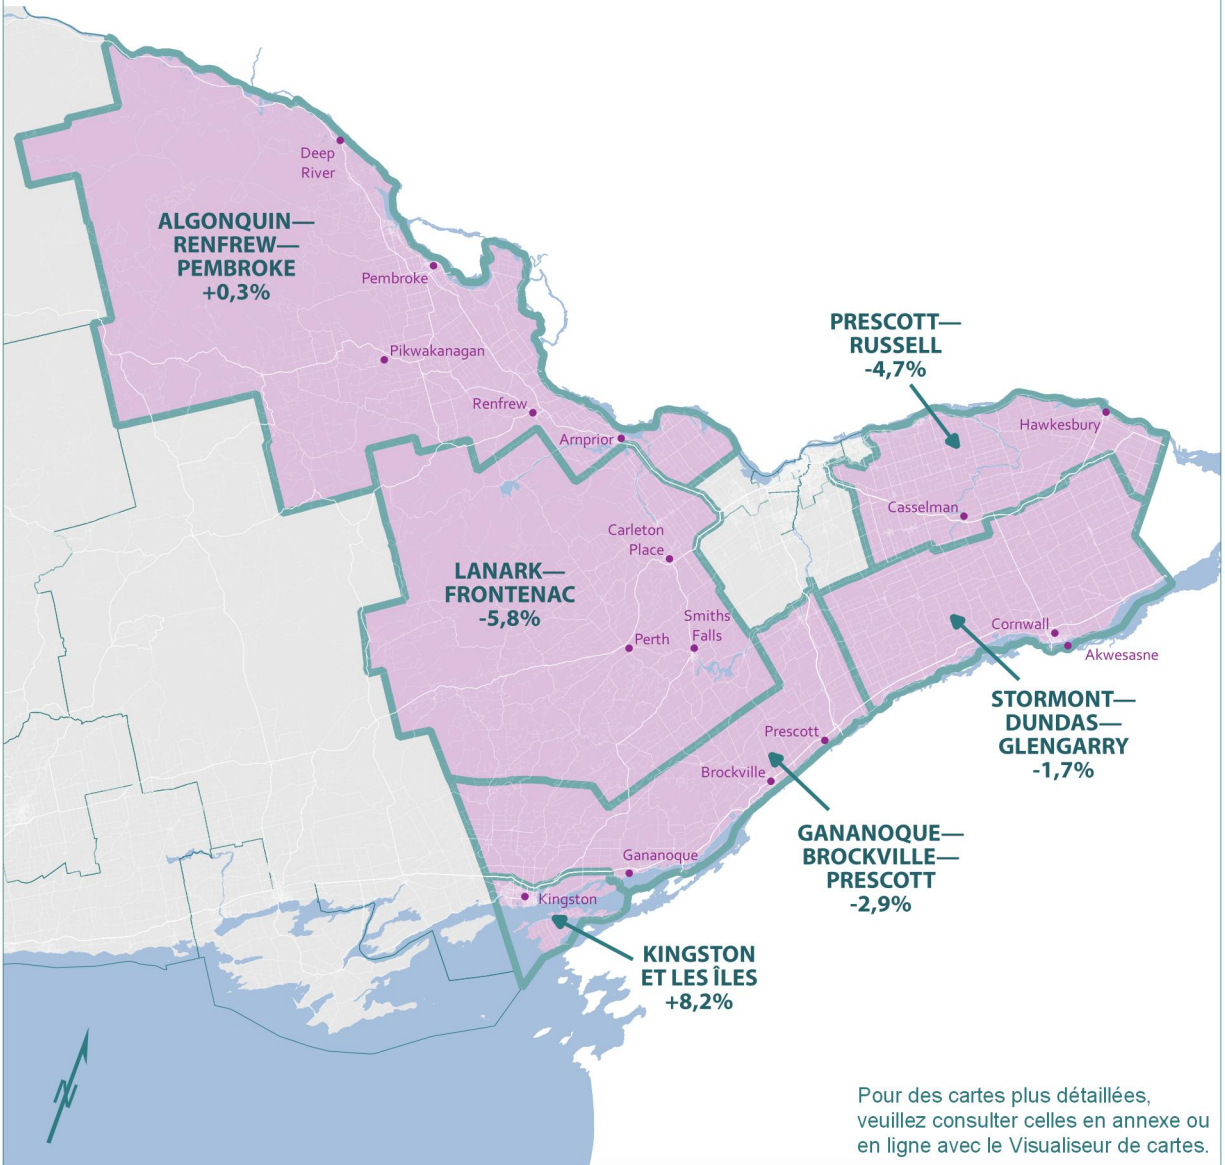 Deep
River
ALGONQUIN—
RENFREW—
PEMBROKE
+0,3%
Pembroke
Pikwakanagan
Renfrew
Arnprior
PRESCOTT—
RUSSELL
-4,7%
Hawkesbury
Casselman
Carleton
Place
LANARK—
FRONTENAC
-5,8%
Smiths
Falls
Perth
Cornwall
Akwesasne
STORMONT—
DUNDAS—
GLENGARRY
-1,7%
Prescott
Brockville
GANANOQUE—
BROCKVILLE—
PRESCOTT
-2,9%
Gananoque
Kingston
KINGSTON
ET LES ÎLES
+8,2%
N
Pour des cartes plus détaillées,
veuillez consulter celles en annexe ou
en ligne avec le Visualiseur de cartes.